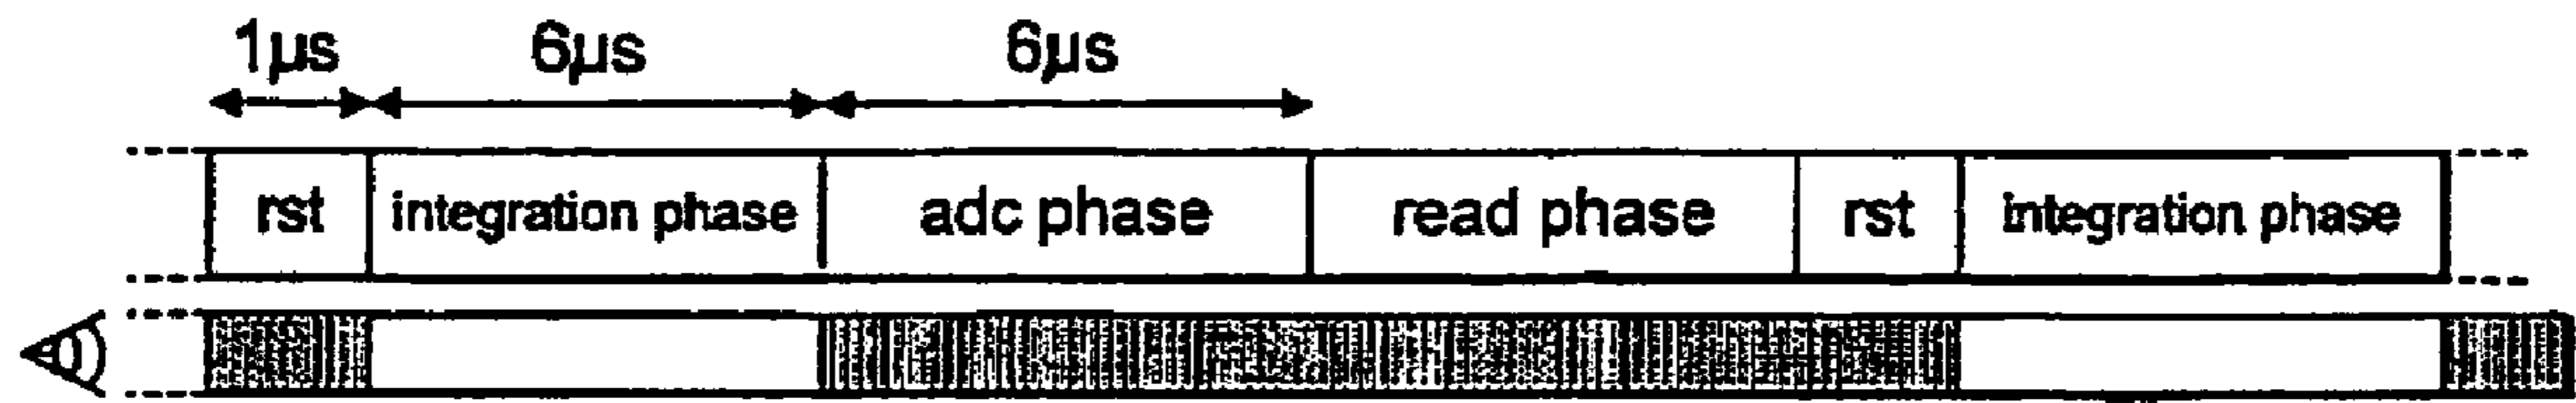 1µs 6µs 6µs
rst integration phase adc phase read phase rst integration phase